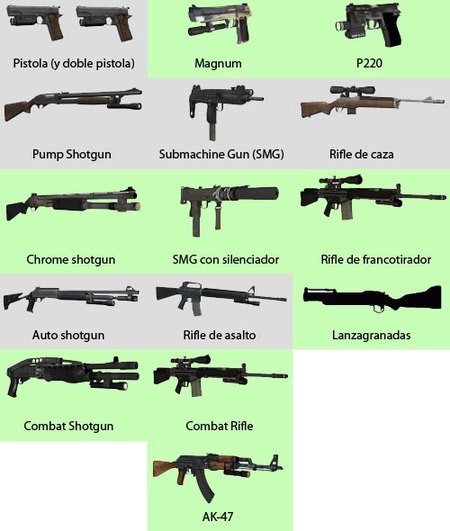 Pistola (y doble pistola)
Magnum
P220
Pump Shotgun
Submachine Gun (SMG)
Rifle de caza
Chrome shotgun
SMG con silenciador
Rifle de francotirador
Auto shotgun
Rifle de asalto
Lanzagranadas
Combat Shotgun
Combat Rifle
AK-47